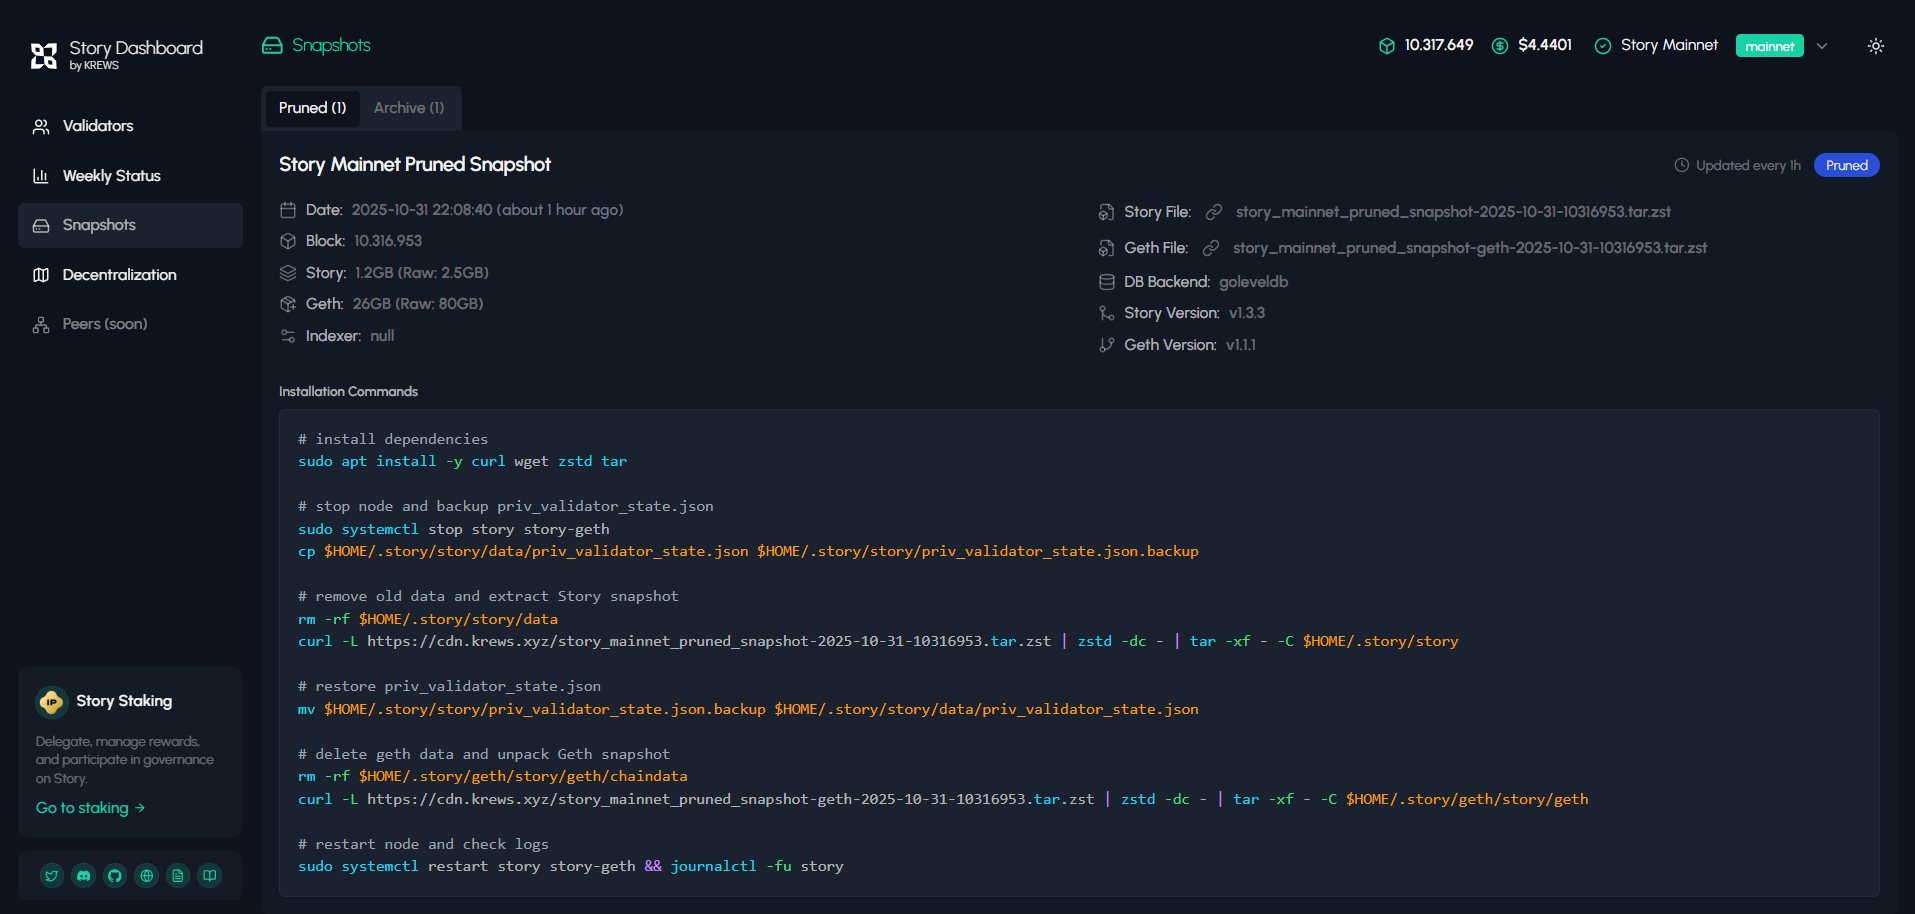 Story Dashboard
by KREWS
Validators
Weekly Status
Snapshots
Decentralization
Peers (soon)
IP
Story Staking
Delegate, manage rewards,
and participate in governance
on Story.
Go to staking →
Snapshots
10.317.649
$4.4401
Story Mainnet
mainnet
Pruned (1)
Archive (1)
Story Mainnet Pruned Snapshot
Updated every 1h
Pruned
Date: 2025-10-31 22:08:40 (about 1 hour ago)
Block: 10.316.953
Story: 1.2GB (Raw: 2.5GB)
Geth: 26GB (Raw: 80GB)
Indexer: null
Story File: story_mainnet_pruned_snapshot-2025-10-31-10316953.tar.zst
Geth File: story_mainnet_pruned_snapshot-geth-2025-10-31-10316953.tar.zst
DB Backend: goleveldb
Story Version: v1.3.3
Geth Version: v1.1.1
Installation Commands
# install dependencies
sudo apt install -y curl wget zstd tar
# stop node and backup priv_validator_state.json
sudo systemctl stop story story-geth
cp $HOME/.story/story/data/priv_validator_state.json $HOME/.story/story/priv_validator_state.json.backup
# remove old data and extract Story snapshot
rm -rf $HOME/.story/story/data
curl -L https://cdn.krews.xyz/story_mainnet_pruned_snapshot-2025-10-31-10316953.tar.zst | zstd -dc - | tar -xf - -C $HOME/.story/story
# restore priv_validator_state.json
mv $HOME/.story/story/priv_validator_state.json.backup $HOME/.story/story/data/priv_validator_state.json
# delete geth data and unpack Geth snapshot
rm -rf $HOME/.story/geth/story/geth/chaindata
curl -L https://cdn.krews.xyz/story_mainnet_pruned_snapshot-geth-2025-10-31-10316953.tar.zst | zstd -dc - | tar -xf - -C $HOME/.story/geth/story/geth
# restart node and check logs
sudo systemctl restart story story-geth && journalctl -fu story